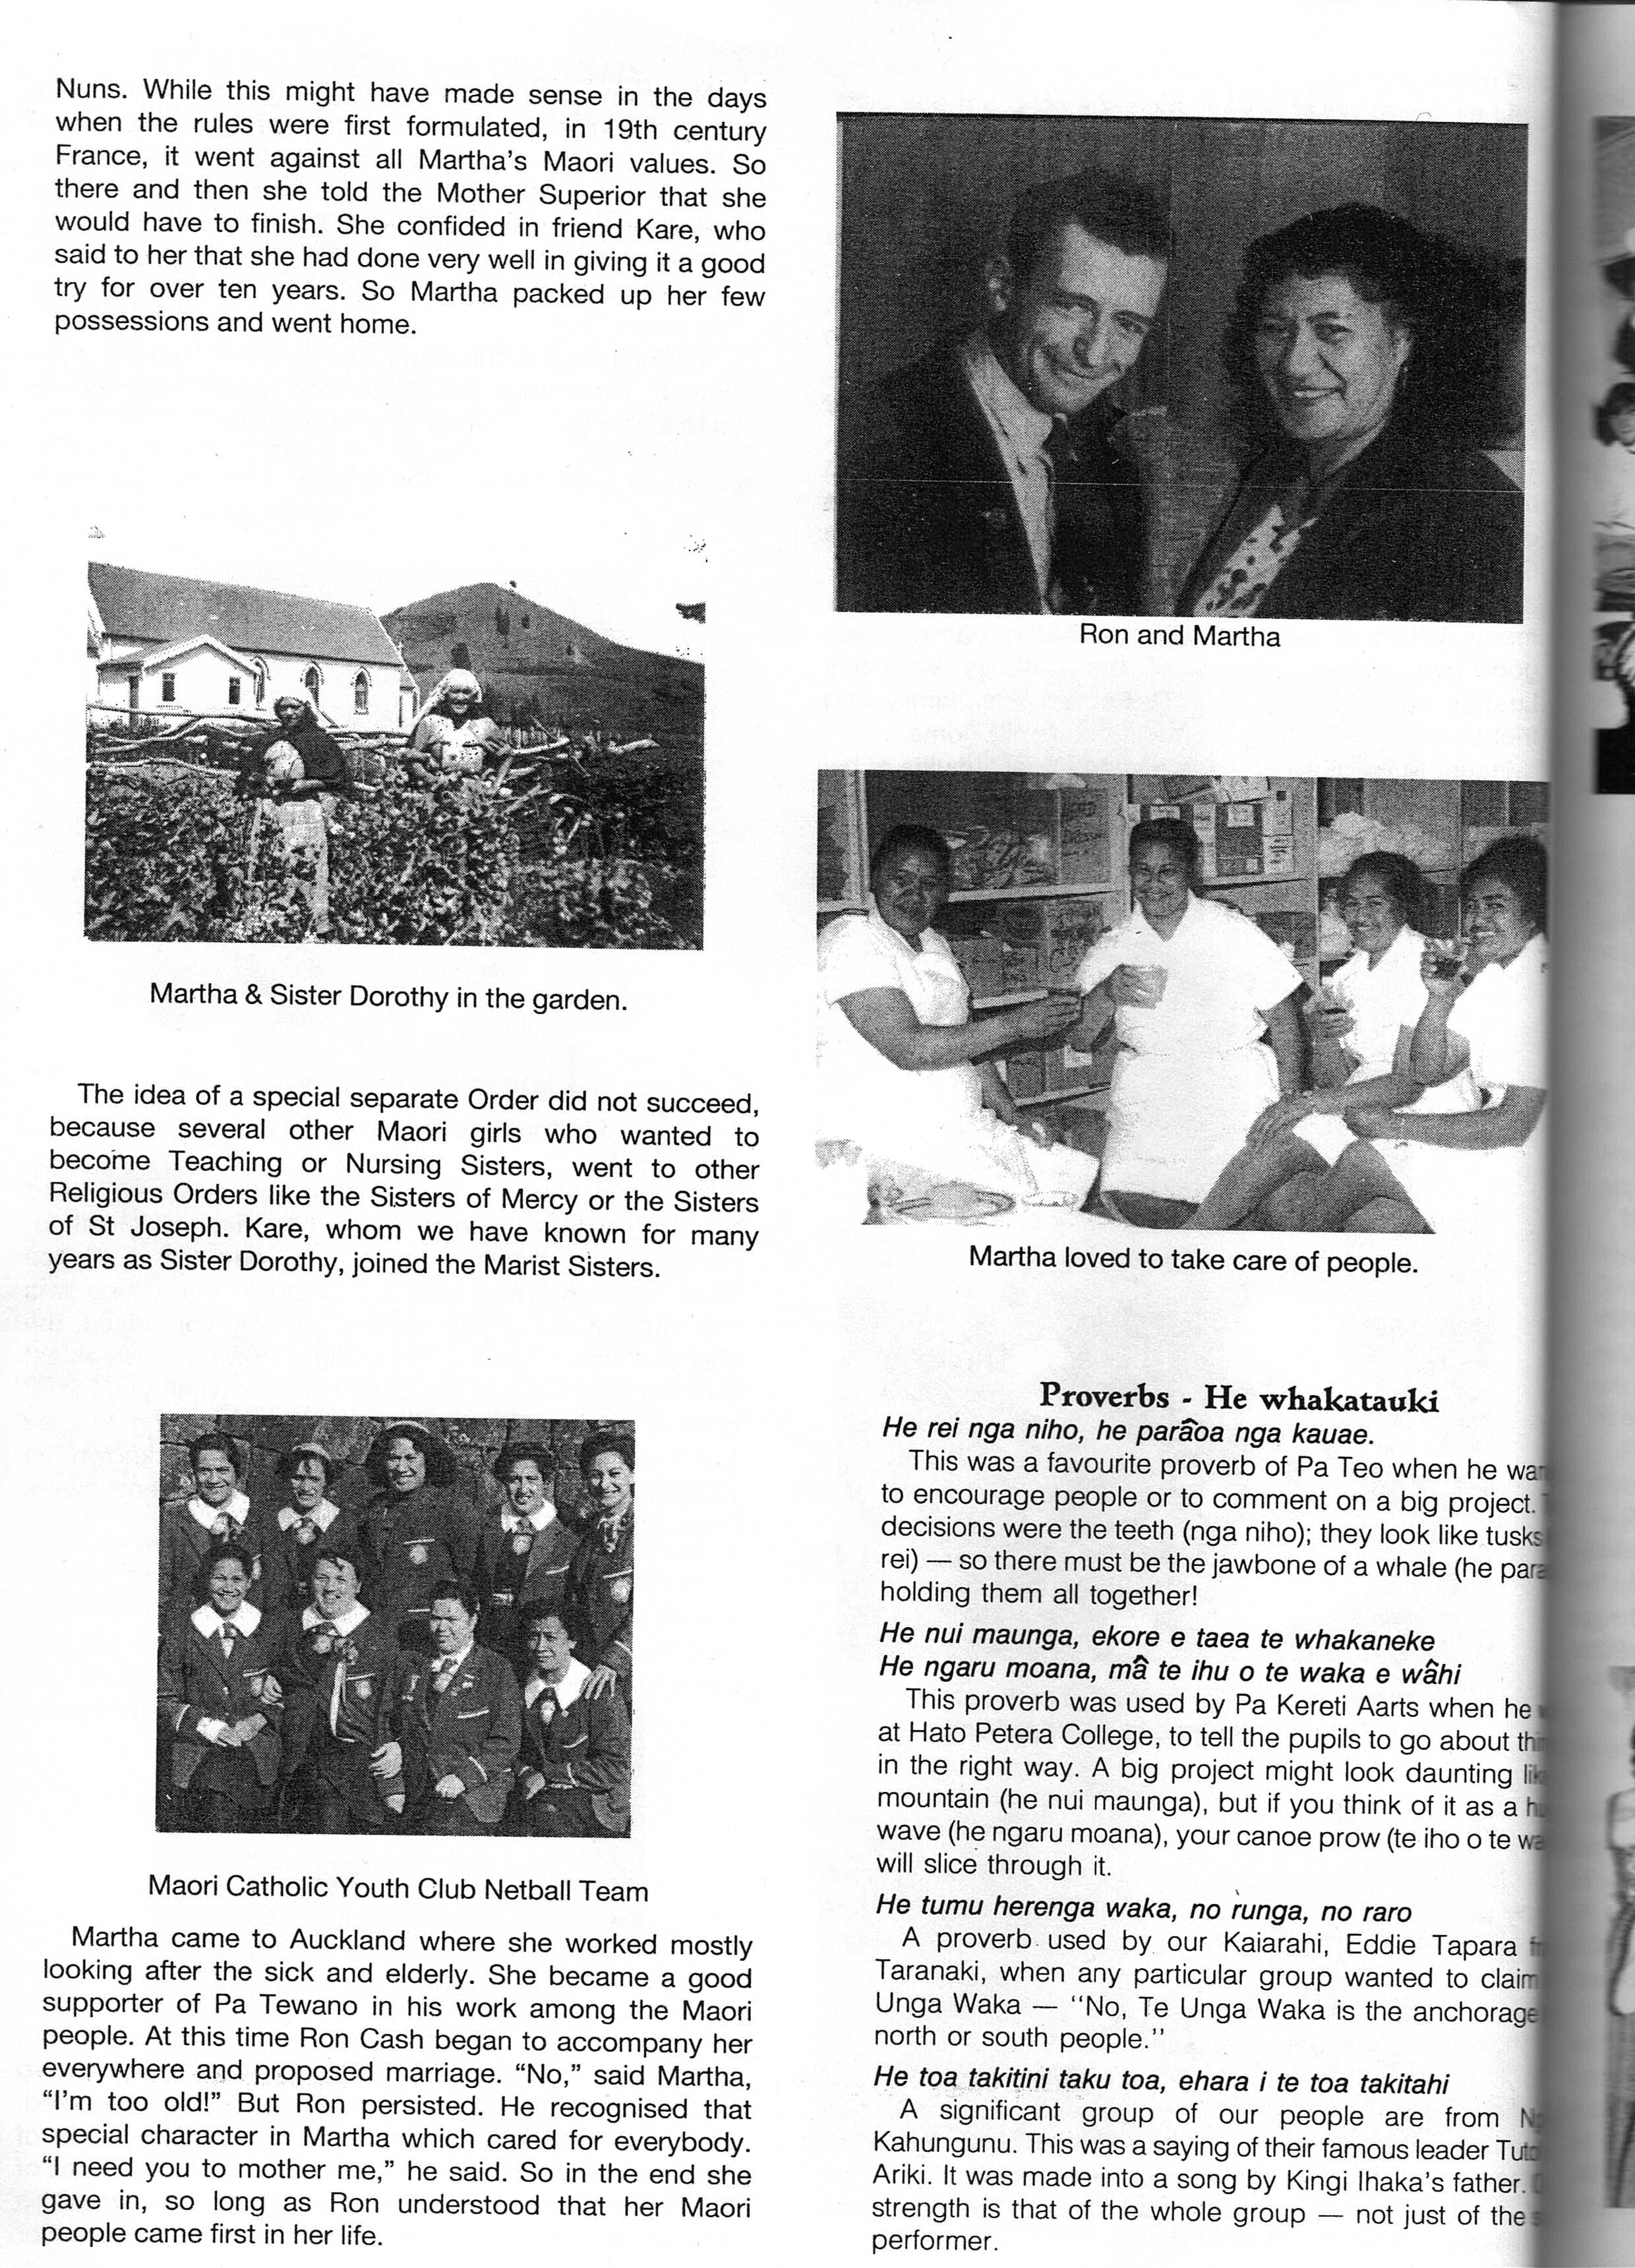 Nuns. While this might have made sense in the days
when the rules were first formulated, in 19th century
France, it went against all Martha's Maori values. So
there and then she told the Mother Superior that she
would have to finish. She confided in friend Kare, who
said to her that she had done very well in giving it a good
try for over ten years. So Martha packed up her few
possessions and went home.
Martha & Sister Dorothy in the garden.
The idea of a special separate Order did not succeed,
because several other Maori girls who wanted to
become Teaching or Nursing Sisters, went to other
Religious Orders like the Sisters of Mercy or the Sisters
of St Joseph. Kare, whom we have known for many
years as Sister Dorothy, joined the Marist Sisters.
Maori Catholic Youth Club Netball Team
Martha came to Auckland where she worked mostly
looking after the sick and elderly. She became a good
supporter of Pa Tewano in his work among the Maori
people. At this time Ron Cash began to accompany her
everywhere and proposed marriage. "No," said Martha,
"I'm too old!" But Ron persisted. He recognised that
special character in Martha which cared for everybody.
"I need you to mother me," he said. So in the end she
gave in, so long as Ron understood that her Maori
people came first in her life.
Ron and Martha
Martha loved to take care of people.
Proverbs - He whakatauki
He rei nga niho, he parâoa nga kauae.
This was a favourite proverb of Pa Teo when he
to encourage people or to comment on a big project.
decisions were the teeth (nga niho); they look like tusks
rei) — so there must be the jawbone of a whale (he
holding them all together!
He nui maunga, ekore e taea te whakaneke
He ngaru moana, mâ te ihu o te waka e wâhi
This proverb was used by Pa Kereti Aarts when he
at Hato Petera College, to tell the pupils to go about
in the right way. A big project might look daunting
mountain (he nui maunga), but if you think of it as a
wave (he ngaru moana), your canoe prow (te iho o te
will slice through it.
He tumu herenga waka, no runga, no raro
A proverb used by our Kaiarahi, Eddie Tapara
Taranaki, when any particular group wanted to claim
Unga Waka — "No, Te Unga Waka is the anchorage
north or south people."
He toa takitini taku toa, ehara i te toa takitahi
A significant group of our people are from
Kahungunu. This was a saying of their famous leader
Ariki. It was made into a song by Kingi Ihaka's father.
strength is that of the whole group — not just of the
performer.